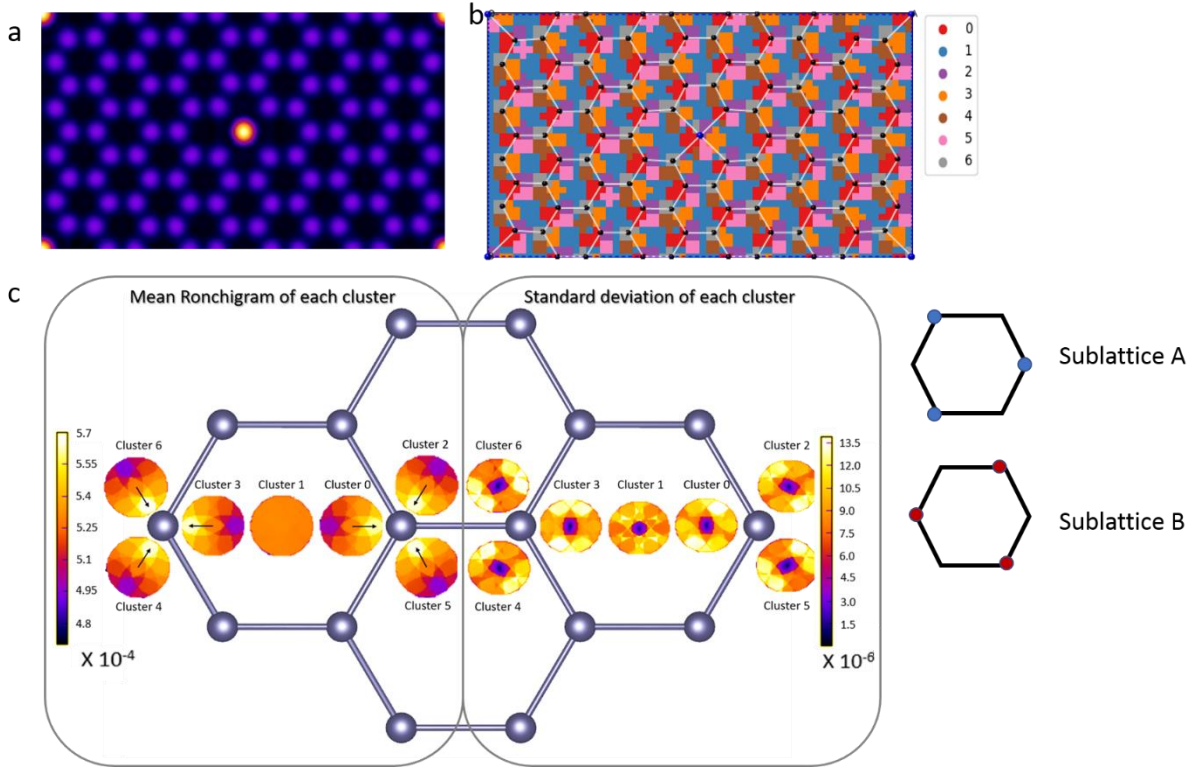 a
b
0
1
2
3
4
5
6
c
Mean Ronchigram of each cluster
Standard deviation of each cluster
Sublattice A
Sublattice B
5.7
5.55
5.4
5.25
5.1
4.95
4.8
X 10-4
Cluster 6
Cluster 3
Cluster 1
Cluster 0
Cluster 2
Cluster 4
Cluster 5
Cluster 6
Cluster 3
Cluster 1
Cluster 0
Cluster 2
Cluster 4
Cluster 5
13.5
12.0
10.5
9.0
7.5
6.0
4.5
3.0
1.5
X 10-6